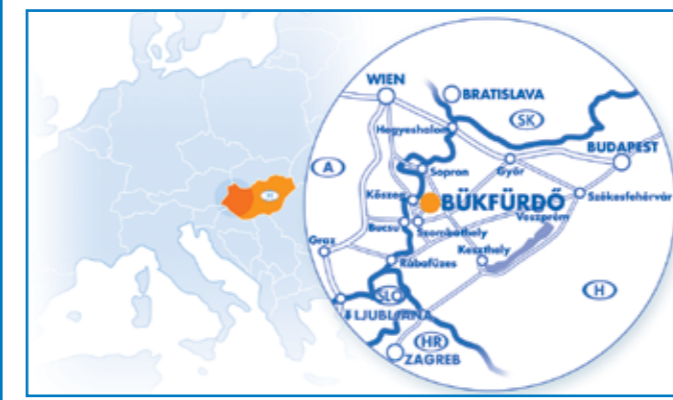 WIEN
BRATISLAVA
SK
Hegyeshalom
BUDAPEST
A
Sopron
Győr
Kőszeg
BÜKFÜRDŐ
Székesfehérvár
Veszprém
Bucsu
Szombathely
Graz
Keszthely
Rábafüzes
H
SLO
LJUBLJANA
HR
ZAGREB
H